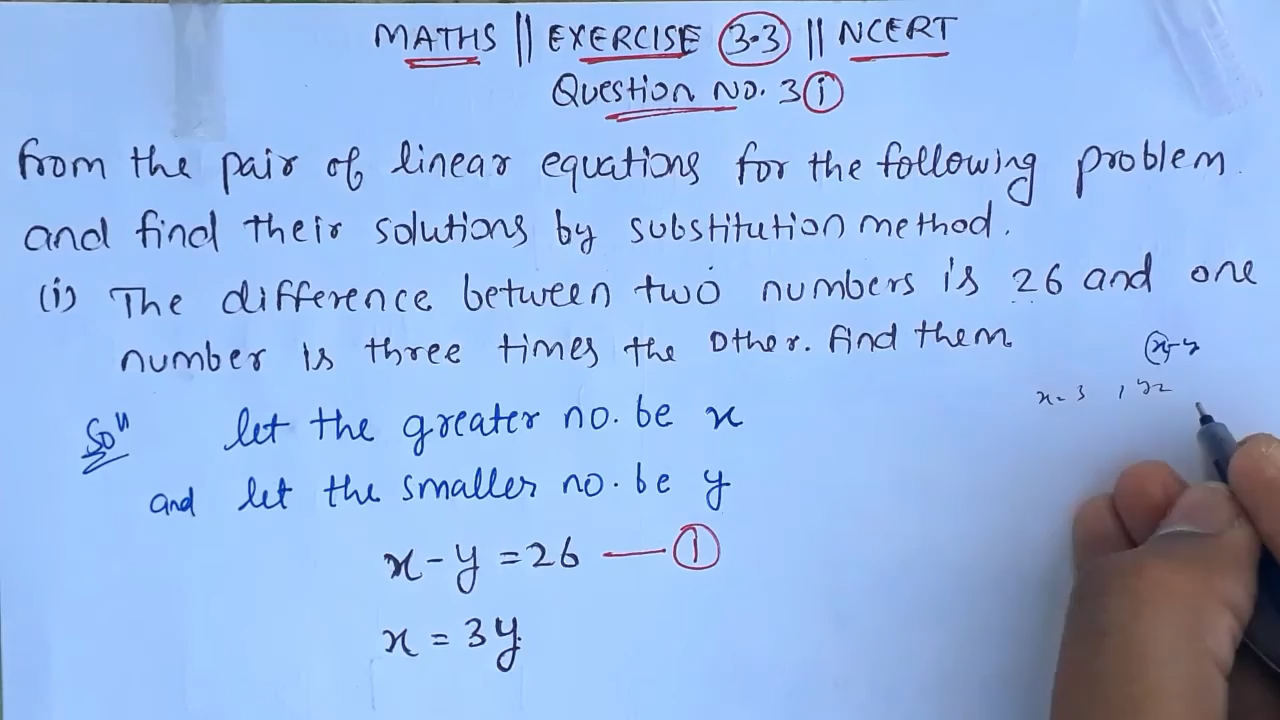 MATHS || EXERCISE 3.3 || NCERT
Question NO. 3 (i)
from the pair of linear equations for the following problem.
and find their solutions by substitution method.
(i) The difference between two numbers is 26 and one
number is three times the other. find them.
x-y
x= 3 , y=
Soln let the greater no. be x
and let the smaller no. be y
x - y = 26 — ①
x = 3y